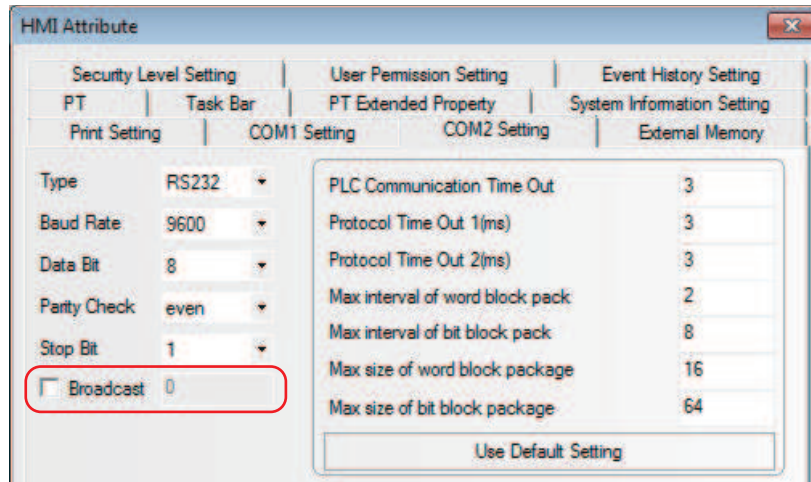 HMI Attribute
Security Level Setting User Permission Setting Event History Setting
PT Task Bar PT Extended Property System Information Setting
Print Setting COM1 Setting COM2 Setting External Memory
Type RS232
Baud Rate 9600
Data Bit 8
Parity Check even
Stop Bit 1
Broadcast 0
PLC Communication Time Out 3
Protocol Time Out 1(ms) 3
Protocol Time Out 2(ms) 3
Max interval of word block pack 2
Max interval of bit block pack 8
Max size of word block package 16
Max size of bit block package 64
Use Default Setting